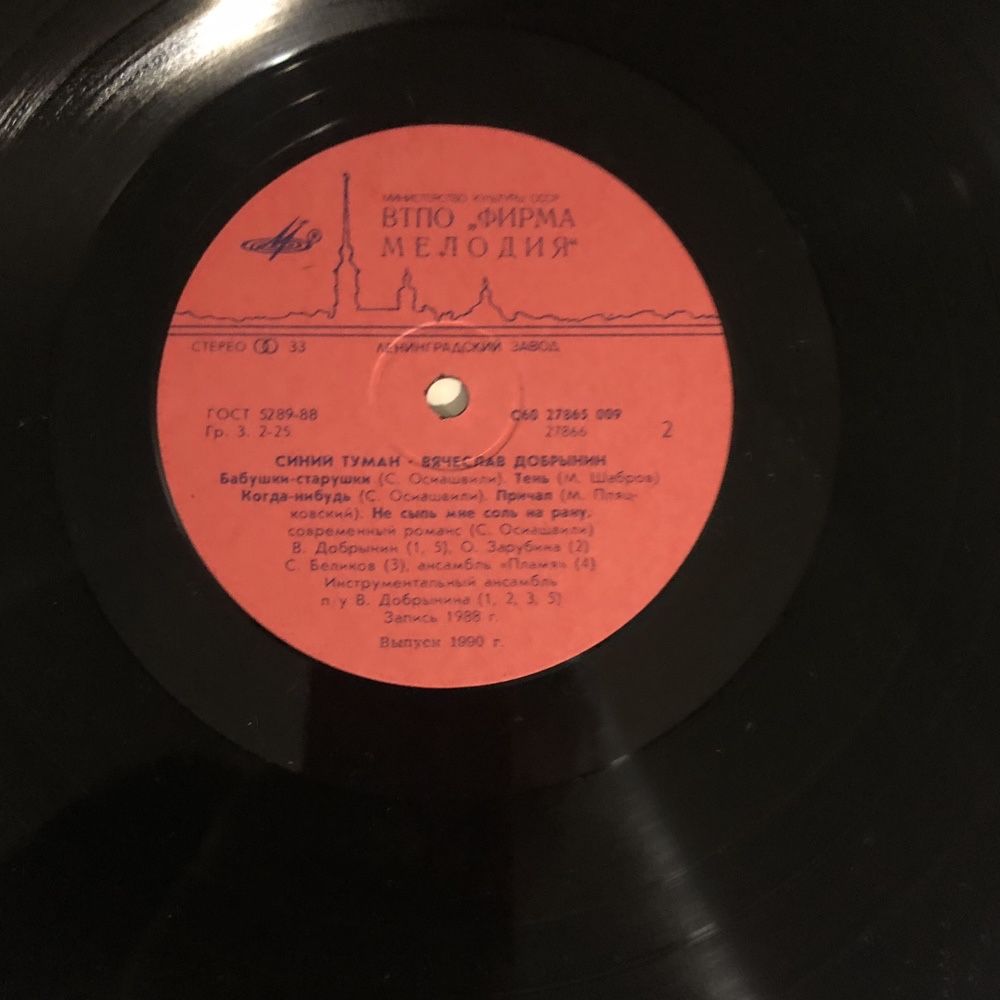 МИНИСТЕРСТВО КУЛЬТУРЫ СССР
ВТПО „ФИРМА
МЕЛОДИЯ“
СТЕРЕО 33 ЛЕНИНГРАДСКИЙ ЗАВОД
ГОСТ 5289-88 С60 27865 009
Гр. 3. 2-25 27866 2
СИНИЙ ТУМАН · ВЯЧЕСЛАВ ДОБРЫНИН
Бабушки-старушки (С. Осиашвили). Тень (М. Шабров)
Когда-нибудь (С. Осиашвили). Причал (М. Пляц-
ковский). Не сыпь мне соль на рану,
современный романс (С. Осиашвили)
В. Добрынин (1, 5), О. Зарубина (2)
С. Беликов (3), ансамбль «Пламя» (4)
Инструментальный ансамбль
п у В. Добрынина (1, 2, 3, 5)
Запись 1988 г.
Выпуск 1990 г.